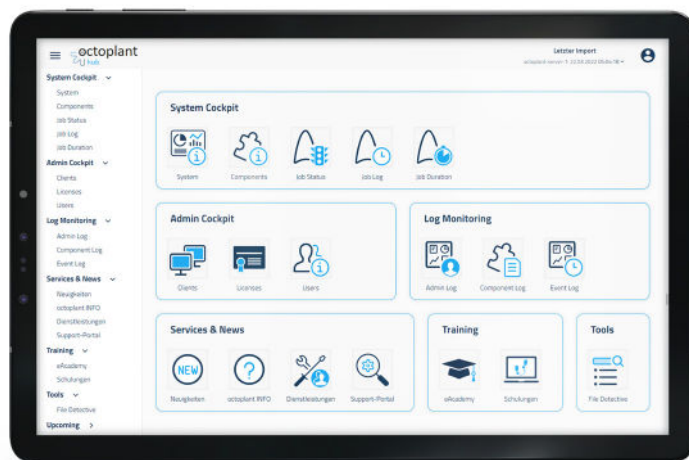 octoplant
hub
Letzter Import
System Cockpit
System
Components
Job Status
Job Log
Job Duration
Admin Cockpit
Clients
Licenses
Users
Log Monitoring
Admin Log
Component Log
Event Log
Services & News
Neuigkeiten
octoplant INFO
Dienstleistungen
Support-Portal
Training
eAcademy
Schulungen
Tools
File Detective
Upcoming
System Cockpit
System
Components
Job Status
Job Log
Job Duration
Admin Cockpit
Clients
Licenses
Users
Log Monitoring
Admin Log
Component Log
Event Log
Services & News
NEW
Neuigkeiten
octoplant INFO
Dienstleistungen
Support-Portal
Training
eAcademy
Schulungen
Tools
File Detective